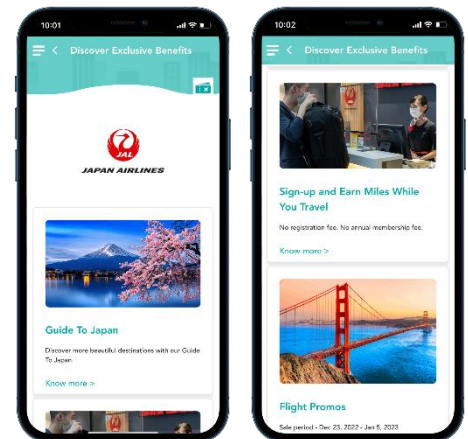 10:01
Discover Exclusive Benefits
JAL
JAPAN AIRLINES
Guide To Japan
Discover more beautiful destinations with our Guide
To Japan.
Know more >
10:02
Discover Exclusive Benefits
Sign-up and Earn Miles While
You Travel
No registration fee. No annual membership fee.
Know more >
Flight Promos
Sale period - Dec 23, 2022 - Jan 5, 2023